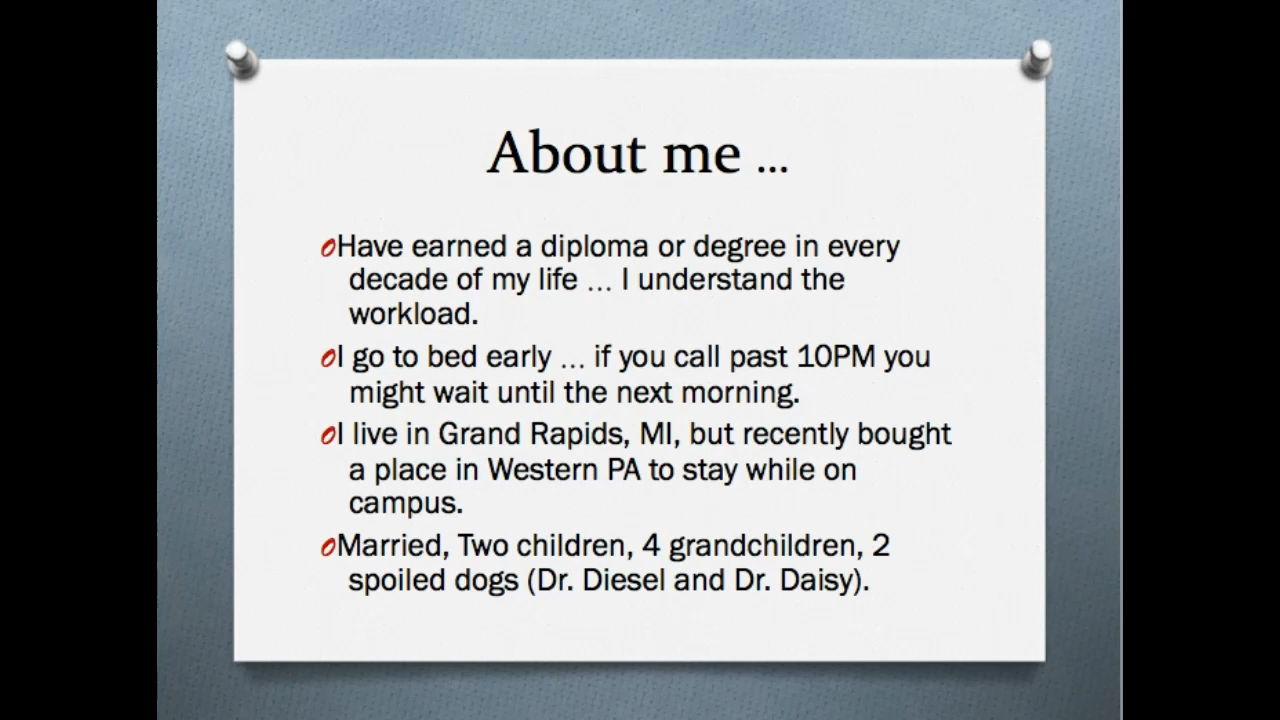 About me ...
Have earned a diploma or degree in every
decade of my life ... I understand the
workload.
I go to bed early ... if you call past 10PM you
might wait until the next morning.
I live in Grand Rapids, MI, but recently bought
a place in Western PA to stay while on
campus.
Married, Two children, 4 grandchildren, 2
spoiled dogs (Dr. Diesel and Dr. Daisy).